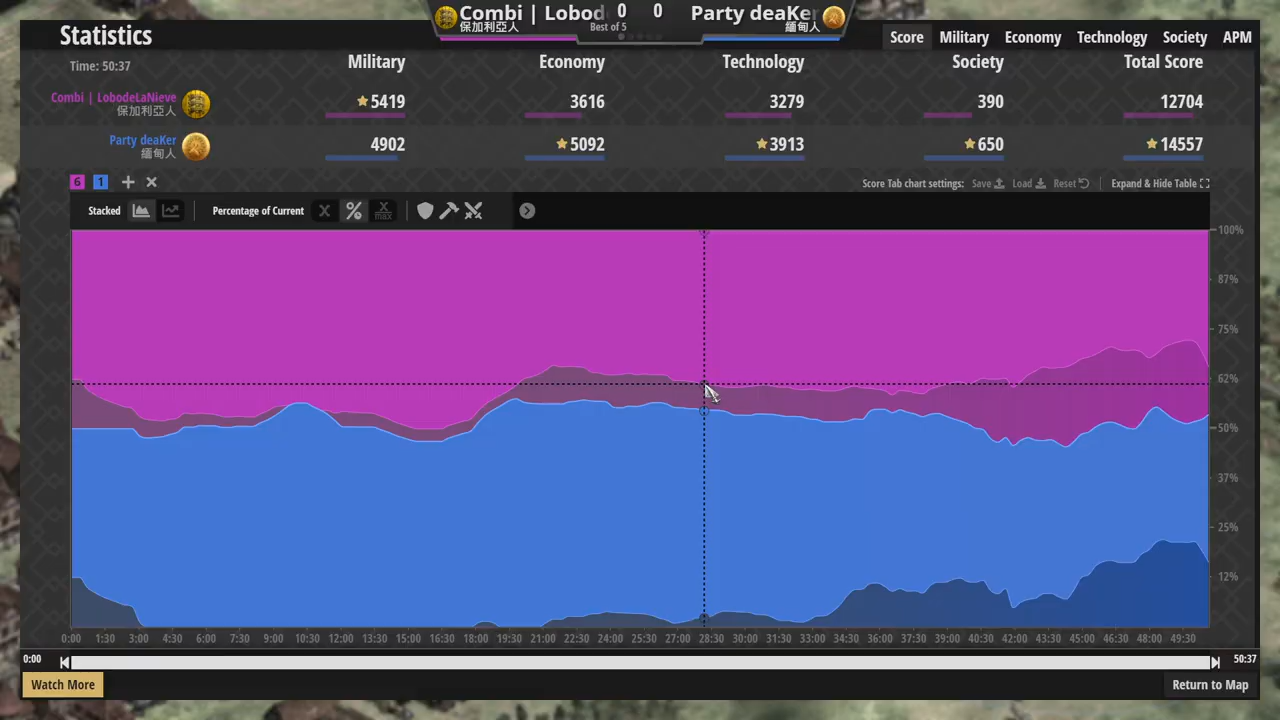 Combi | Lobod 0 0 Party deaKer
保加利亞人 Best of 5 緬甸人
Statistics
Score Military Economy Technology Society APM
Time: 50:37
Military Economy Technology Society Total Score
Combi | LobodeLaNieve
保加利亞人
5419 3616 3279 390 12704
Party deaKer
緬甸人
4902 5092 3913 650 14557
6 1
Score Tab chart settings: Save Load Reset Expand & Hide Table
Stacked Percentage of Current X % X max
100%
87%
75%
62%
50%
37%
25%
12%
0:00 1:30 3:00 4:30 6:00 7:30 9:00 10:30 12:00 13:30 15:00 16:30 18:00 19:30 21:00 22:30 24:00 25:30 27:00 28:30 30:00 31:30 33:00 34:30 36:00 37:30 39:00 40:30 42:00 43:30 45:00 46:30 48:00 49:30
0:00 50:37
Watch More Return to Map